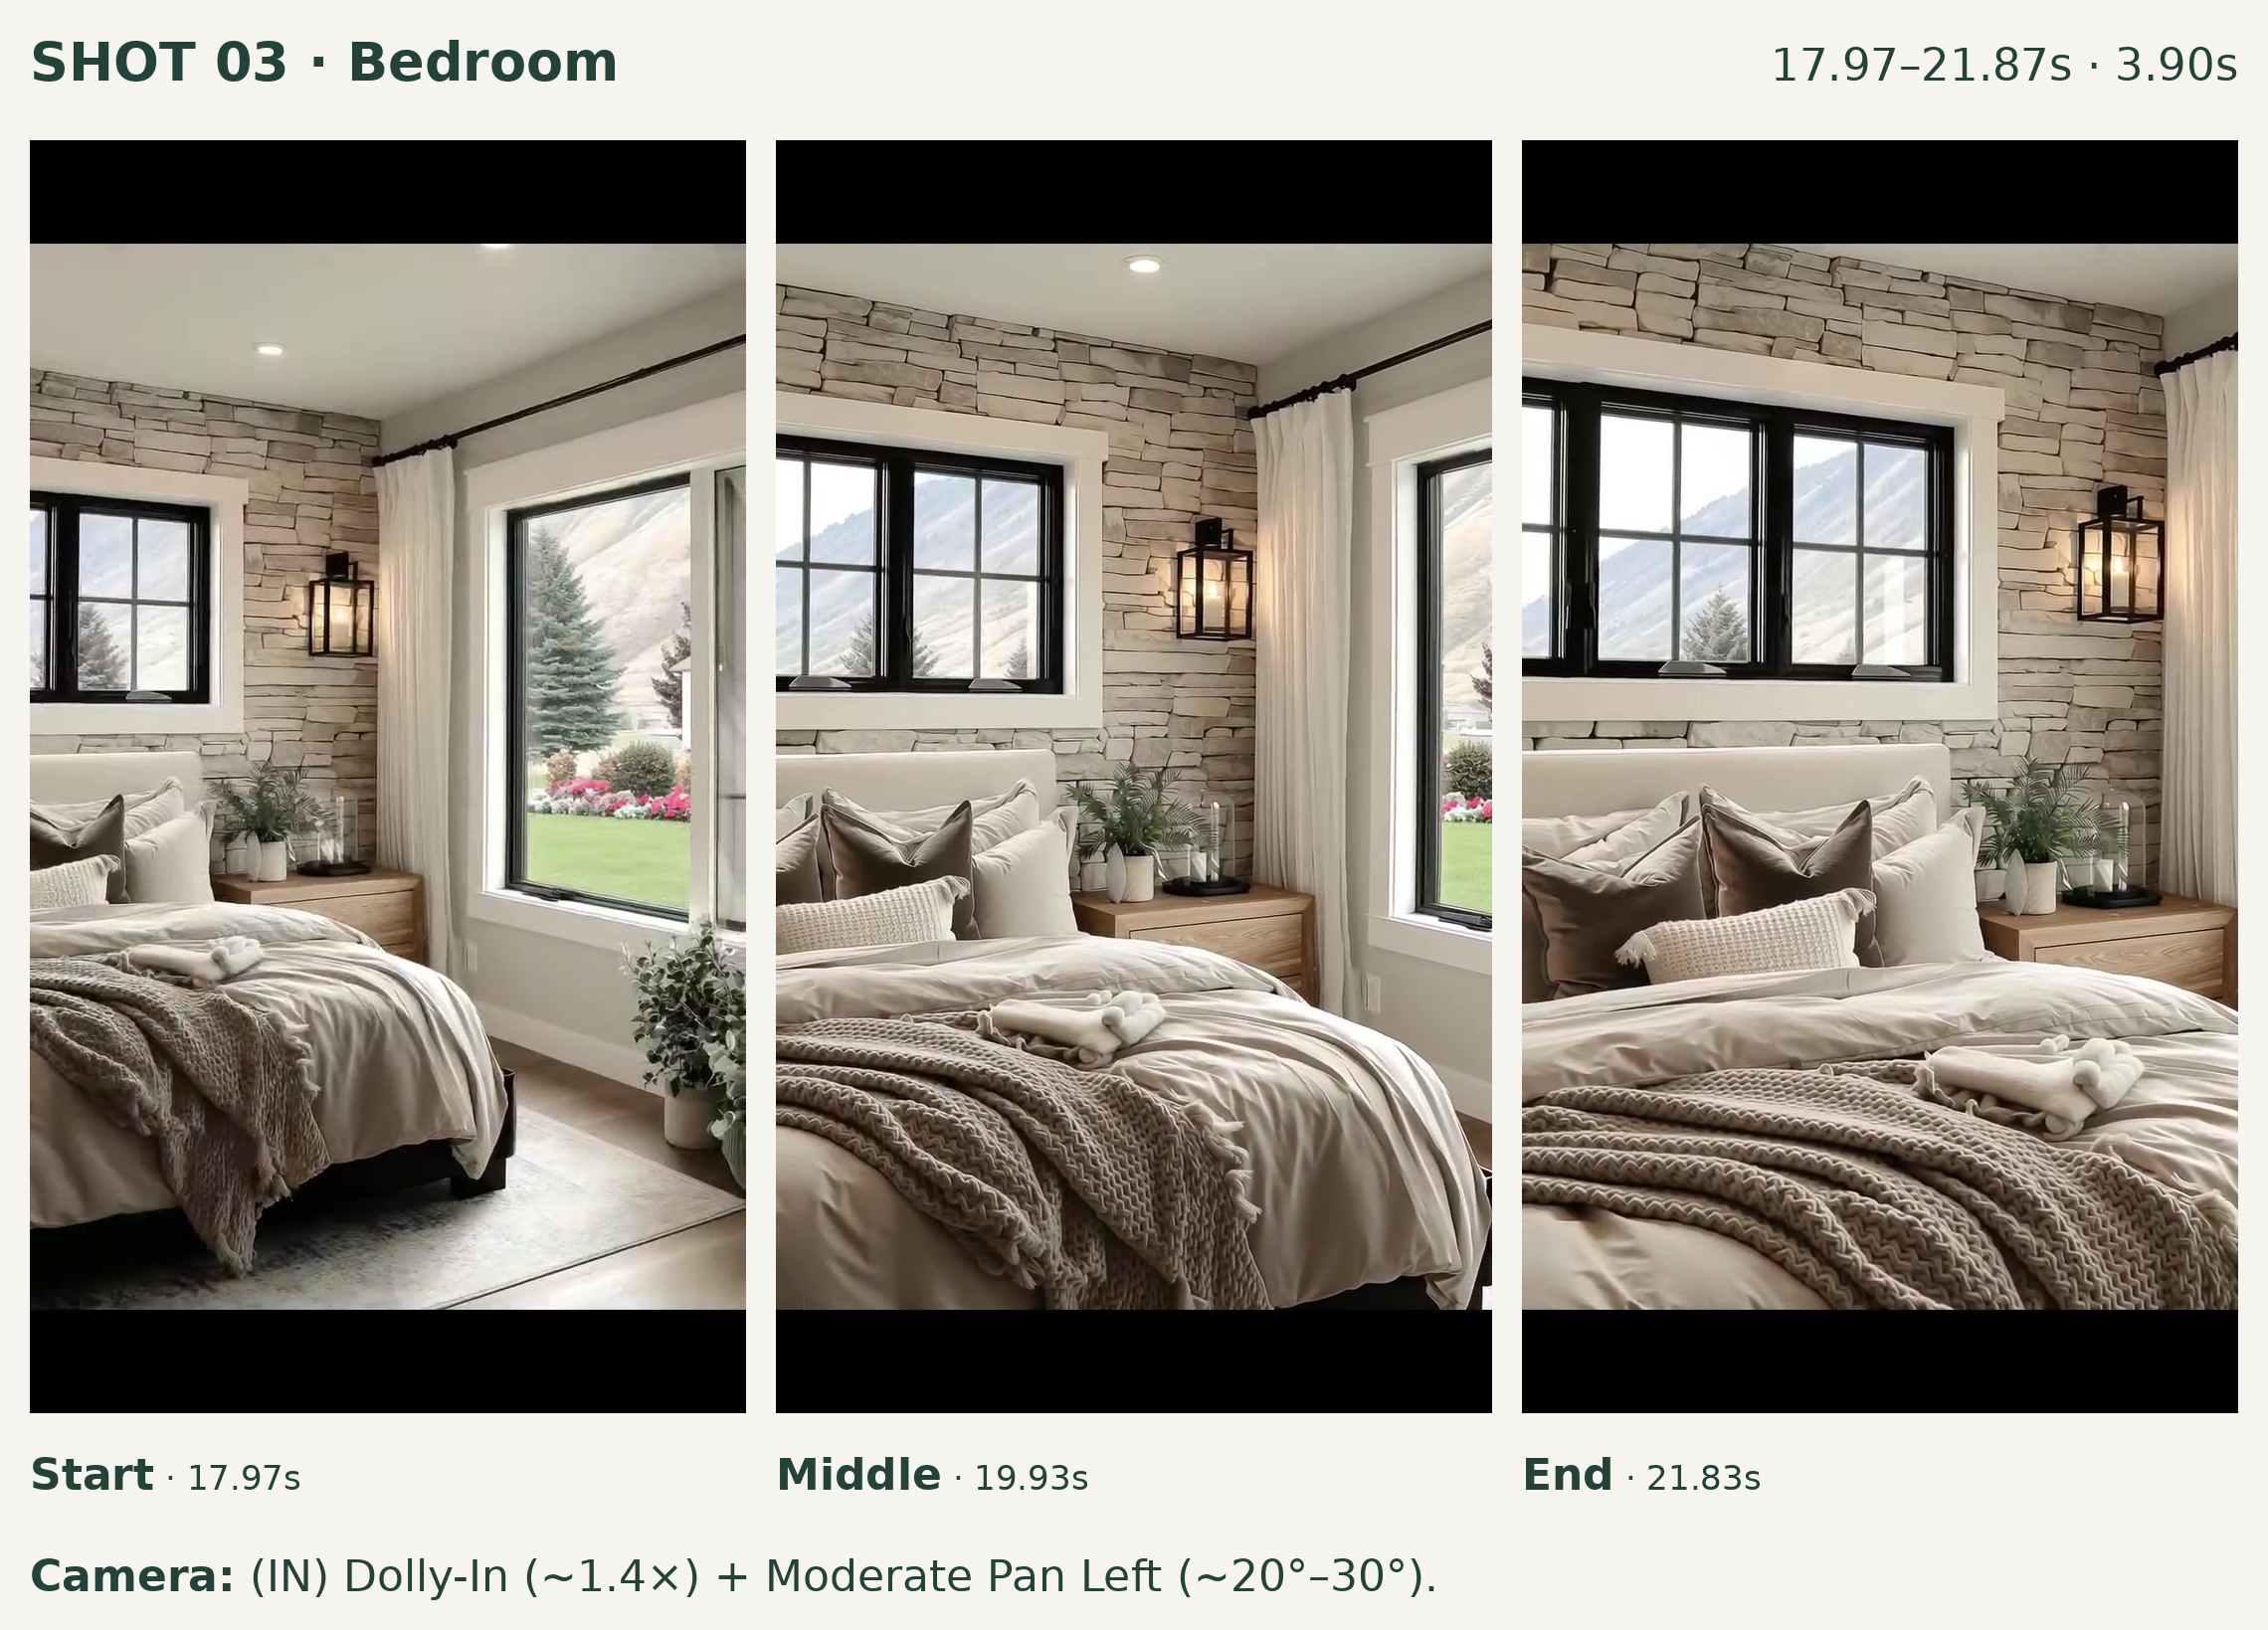 SHOT 03 · Bedroom
17.97–21.87s · 3.90s
Start · 17.97s
Middle · 19.93s
End · 21.83s
Camera: (IN) Dolly-In (~1.4×) + Moderate Pan Left (~20°–30°).